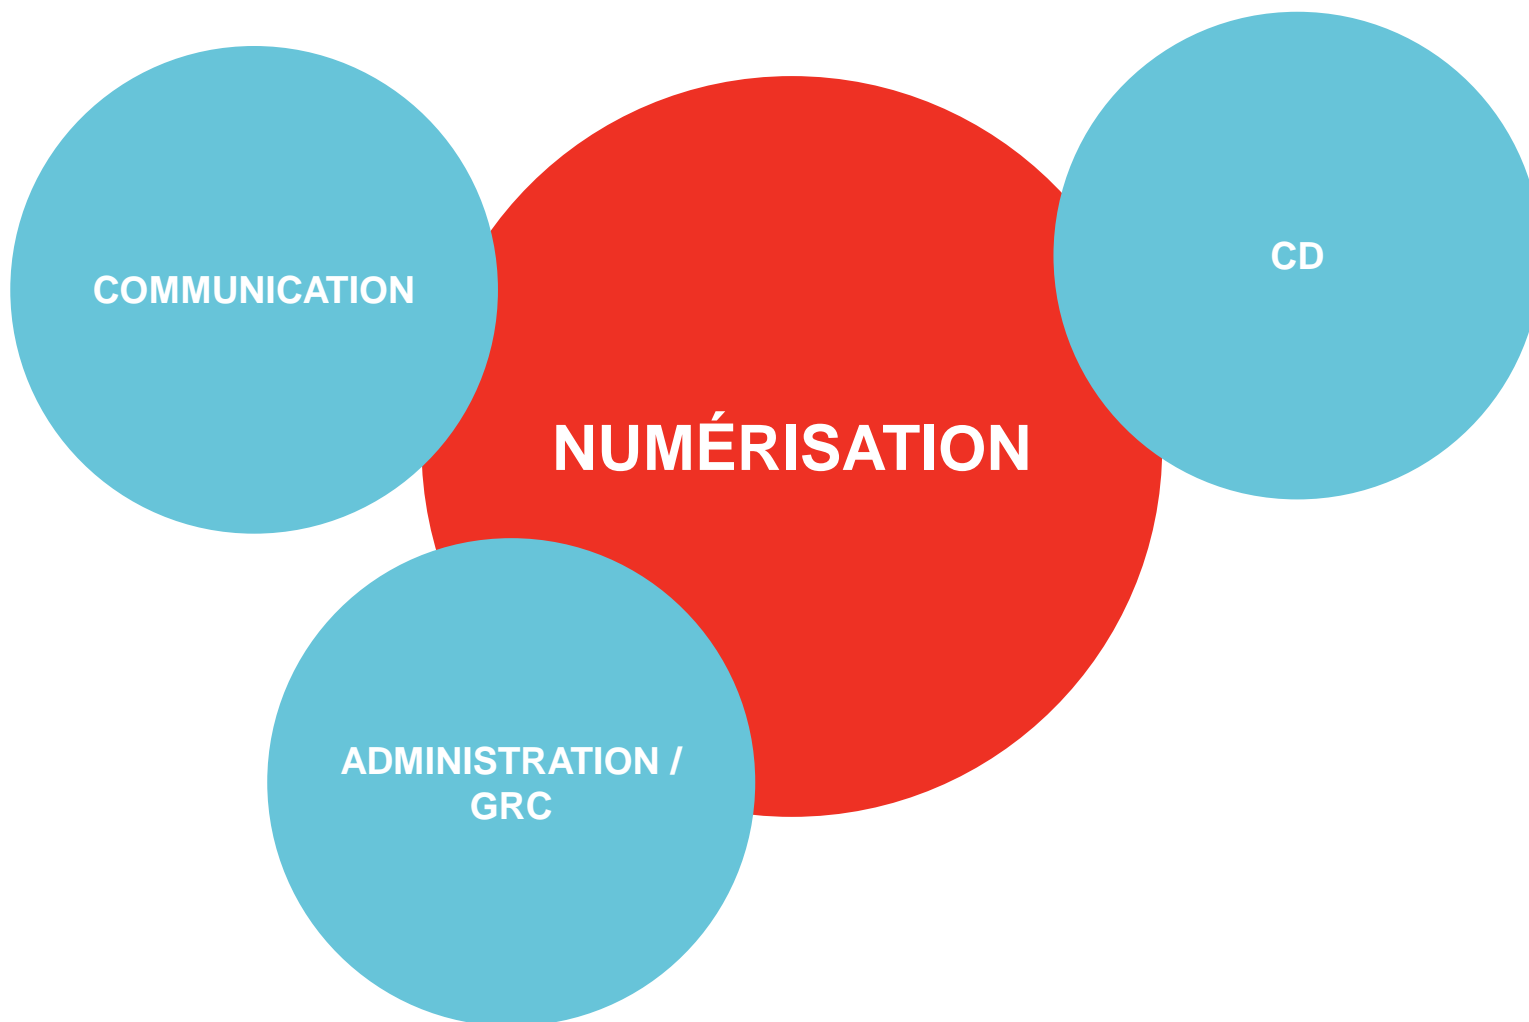 CD
COMMUNICATION
NUMÉRISATION
ADMINISTRATION /
GRC